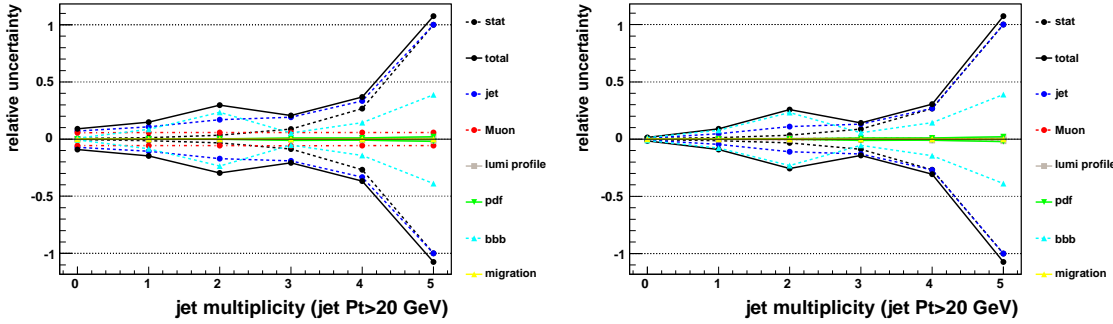 relative uncertainty
1
0.5
0
-0.5
-1
0 1 2 3 4 5
jet multiplicity (jet Pt>20 GeV)
stat
total
jet
Muon
lumi profile
pdf
bbb
migration
relative uncertainty
1
0.5
0
-0.5
-1
0 1 2 3 4 5
jet multiplicity (jet Pt>20 GeV)
stat
total
jet
Muon
lumi profile
pdf
bbb
migration